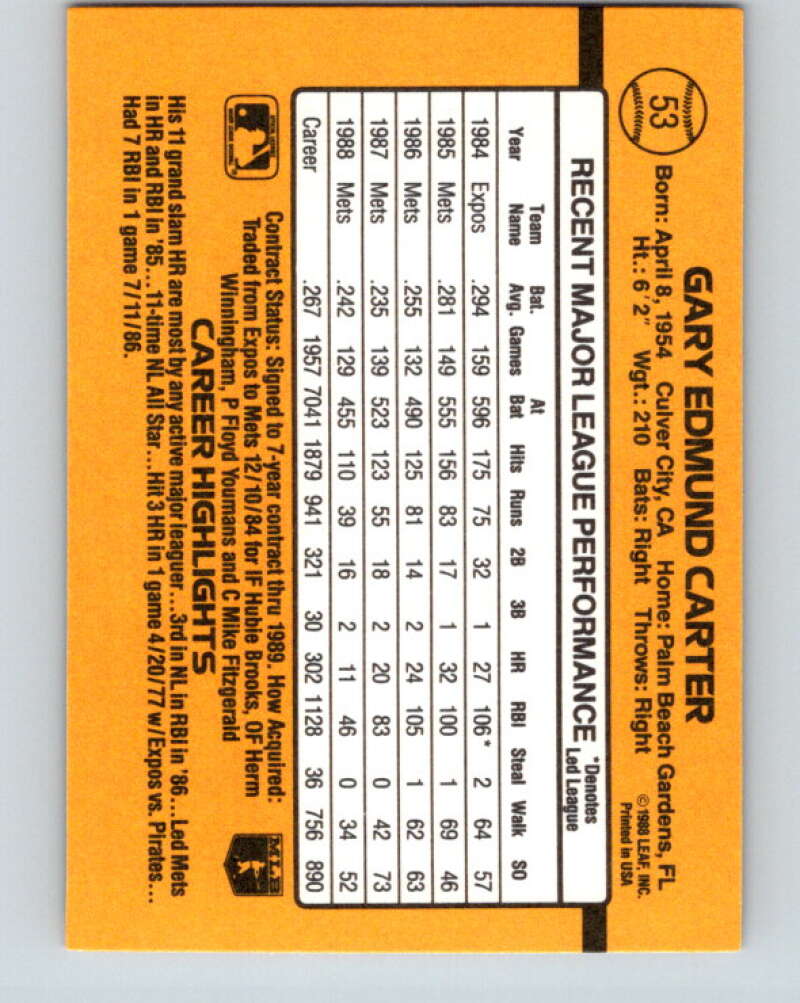 53
GARY EDMUND CARTER
Born: April 8, 1954 Culver City, CA Home: Palm Beach Gardens, FL
Ht.: 6'2" Wgt.: 210 Bats: Right Throws: Right
© 1988 LEAF, INC.
Printed in USA
RECENT MAJOR LEAGUE PERFORMANCE
*Denotes
Led League
Team Bat. At
Year Name Avg. Games Bat Hits Runs 2B 3B HR RBI Steal Walk SO
1984 Expos .294 159 596 175 75 32 1 27 106* 2 64 57
1985 Mets .281 149 555 156 83 17 1 32 100 1 69 46
1986 Mets .255 132 490 125 81 14 2 24 105 1 62 63
1987 Mets .235 139 523 123 55 18 2 20 83 0 42 73
1988 Mets .242 129 455 110 39 16 2 11 46 0 34 52
Career .267 1957 7041 1879 941 321 30 302 1128 36 756 890
Contract Status: Signed to 7-year contract thru 1989. How Acquired:
Traded from Expos to Mets 12/10/84 for IF Hubie Brooks, OF Herm
Winningham, P Floyd Youmans and C Mike Fitzgerald
MLB
CAREER HIGHLIGHTS
His 11 grand slam HR are most by any active major leaguer...3rd in NL in RBI in '86...Led Mets
in HR and RBI in '85...11-time NL All Star...Hit 3 HR in 1 game 4/20/77 w/Expos vs. Pirates...
Had 7 RBI in 1 game 7/11/86.